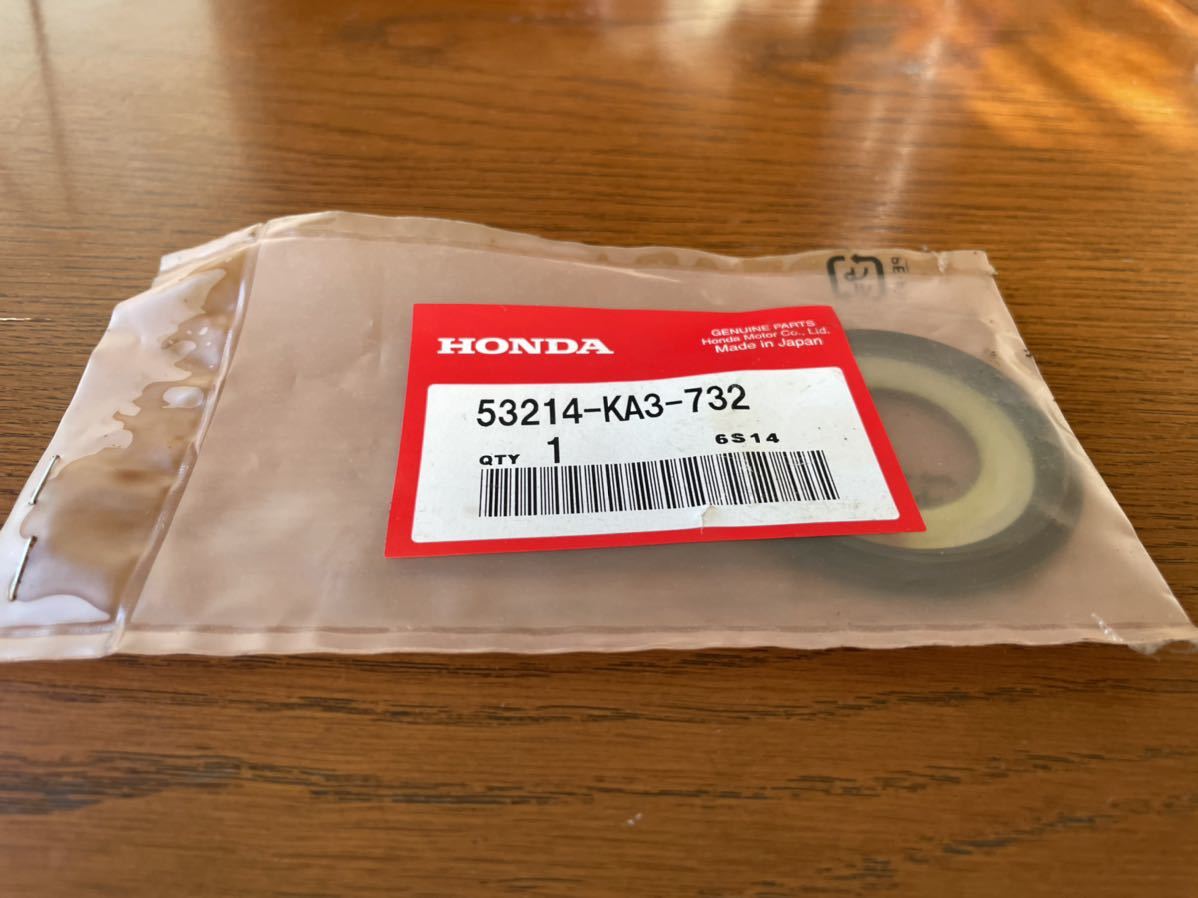 HONDA
GENUINE PARTS
Honda Motor Co., Ltd.
Made in Japan
53214-KA3-732
QTY 1
6S14